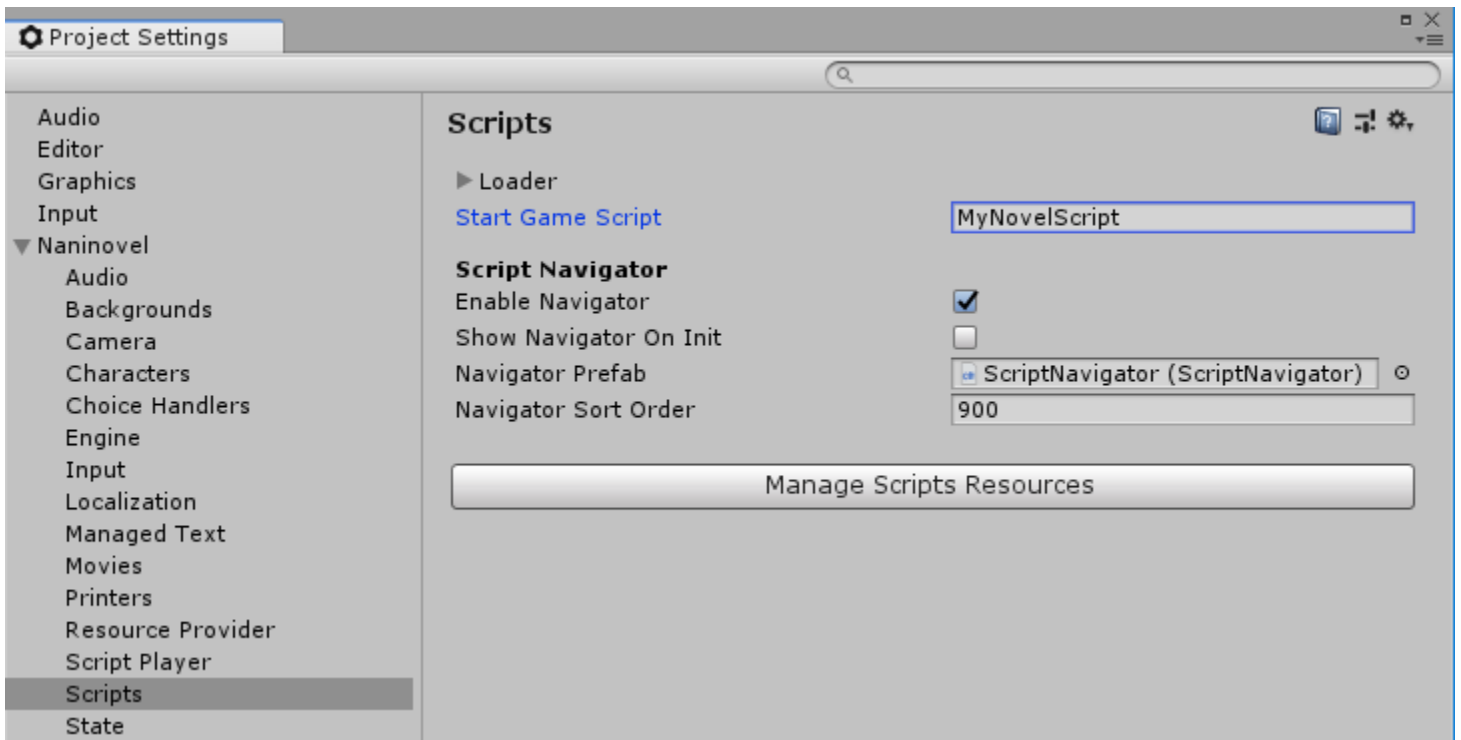 Project Settings
Audio
Editor
Graphics
Input
Naninovel
Audio
Backgrounds
Camera
Characters
Choice Handlers
Engine
Input
Localization
Managed Text
Movies
Printers
Resource Provider
Script Player
Scripts
State
Scripts
Loader
Start Game Script MyNovelScript
Script Navigator
Enable Navigator
Show Navigator On Init
Navigator Prefab ScriptNavigator (ScriptNavigator)
Navigator Sort Order 900
Manage Scripts Resources